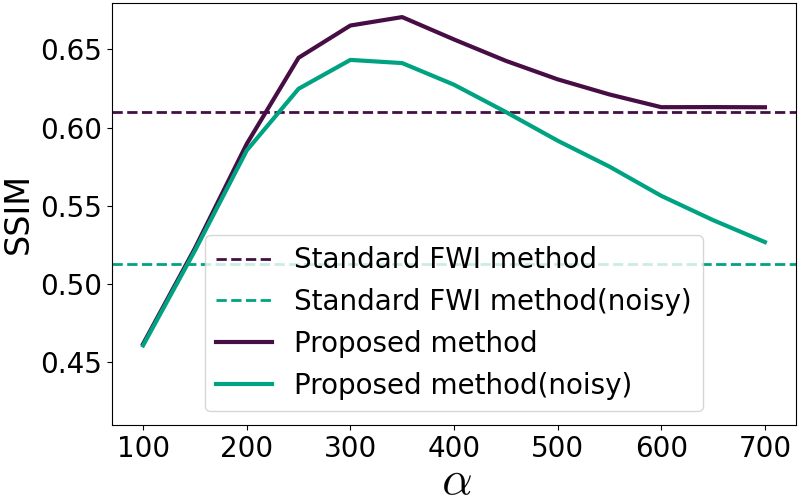 0.65
0.60
0.55
0.50
0.45
SSIM
Standard FWI method
Standard FWI method(noisy)
Proposed method
Proposed method(noisy)
100 200 300 400 500 600 700
α